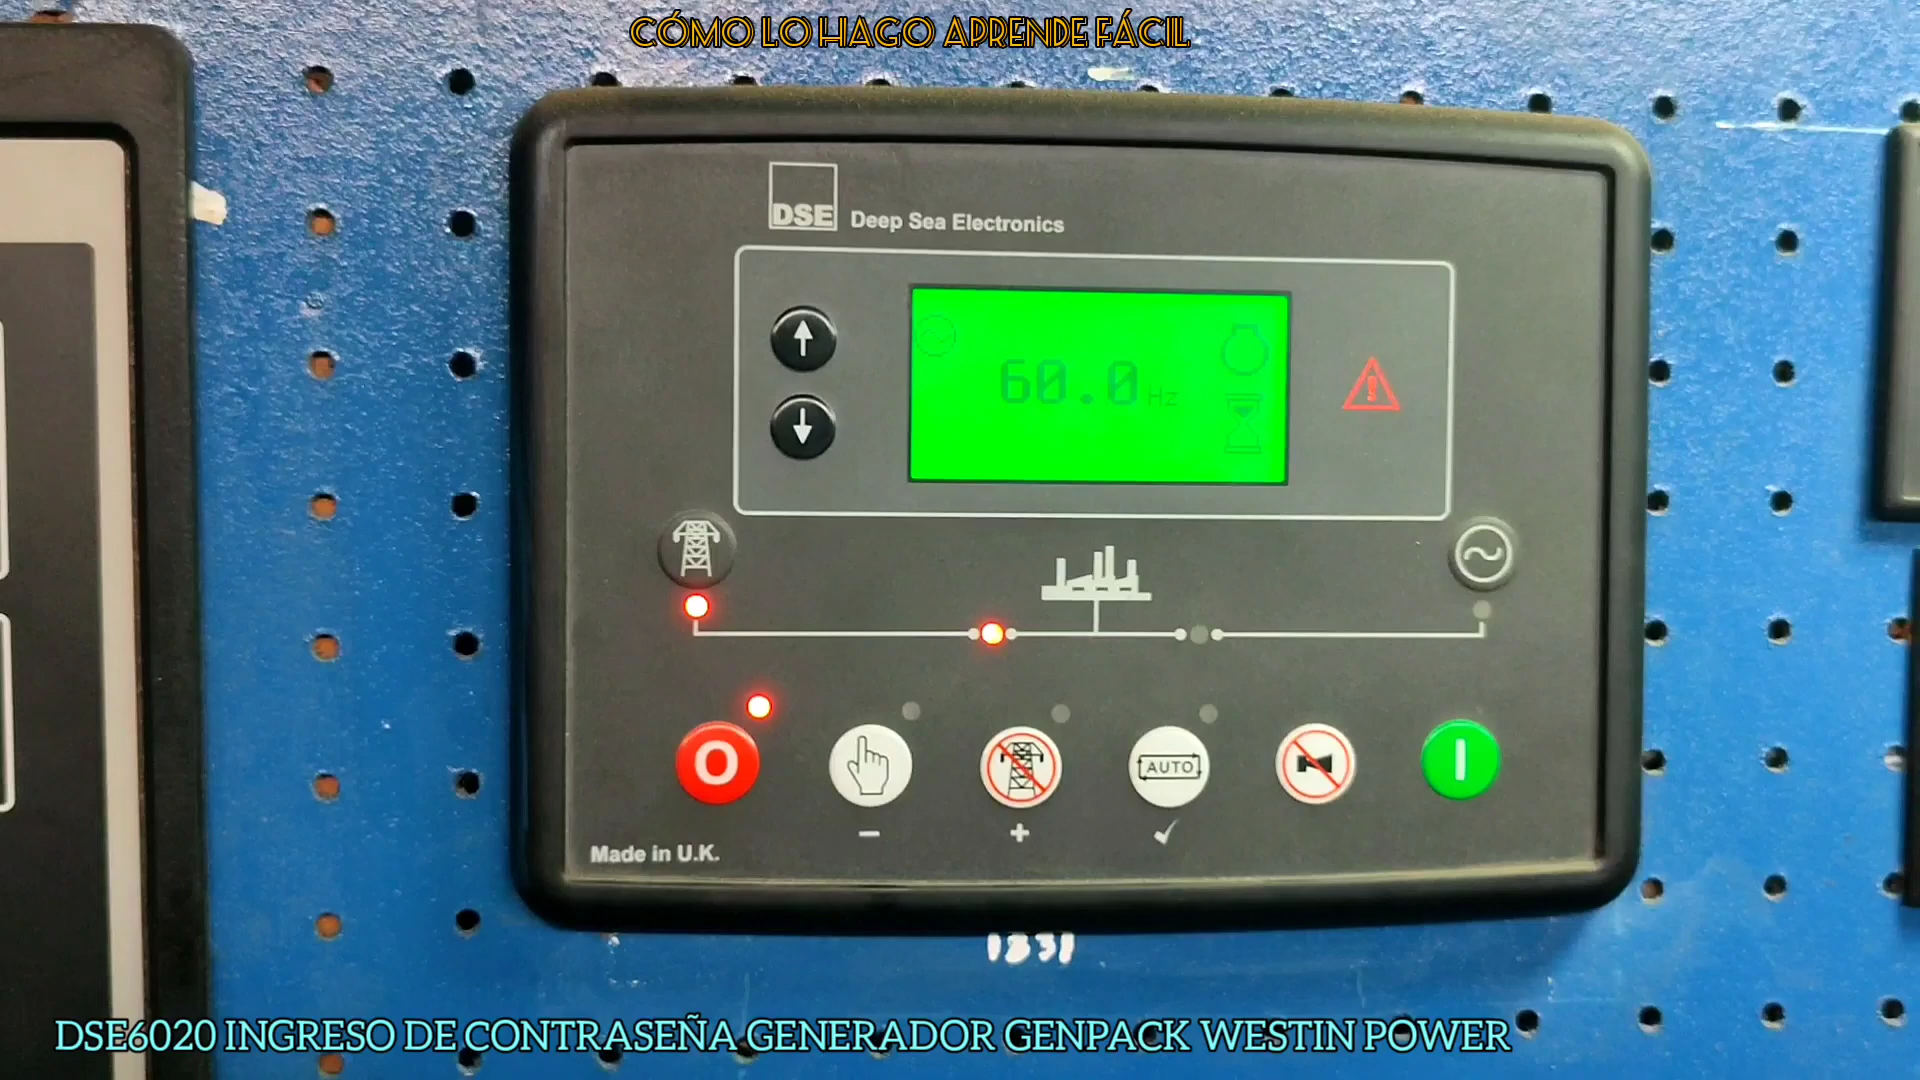 CÓMO LO HAGO APRENDE FÁCIL
DSE Deep Sea Electronics
60.0 Hz
O
AUTO
I
− + ✓
Made in U.K.
1331
DSE6020 INGRESO DE CONTRASEÑA GENERADOR GENPACK WESTIN POWER